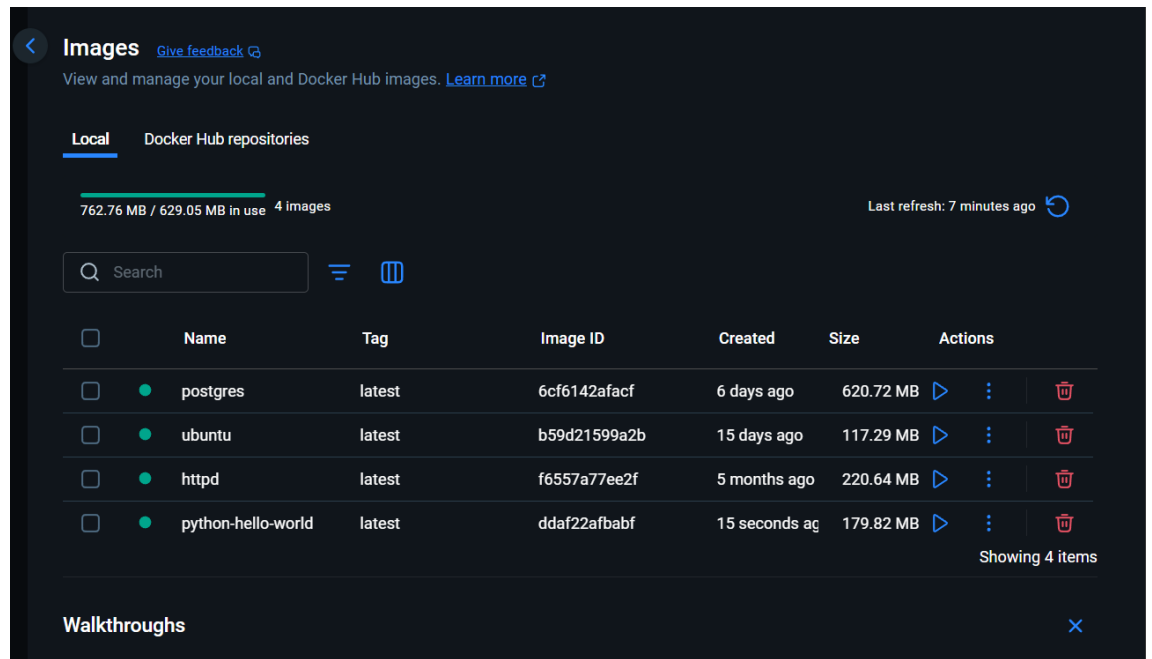 Images Give feedback
View and manage your local and Docker Hub images. Learn more
Local Docker Hub repositories
762.76 MB / 629.05 MB in use 4 images Last refresh: 7 minutes ago
Search
Name Tag Image ID Created Size Actions
postgres latest 6cf6142afacf 6 days ago 620.72 MB
ubuntu latest b59d21599a2b 15 days ago 117.29 MB
httpd latest f6557a77ee2f 5 months ago 220.64 MB
python-hello-world latest ddaf22afbabf 15 seconds ag 179.82 MB
Showing 4 items
Walkthroughs